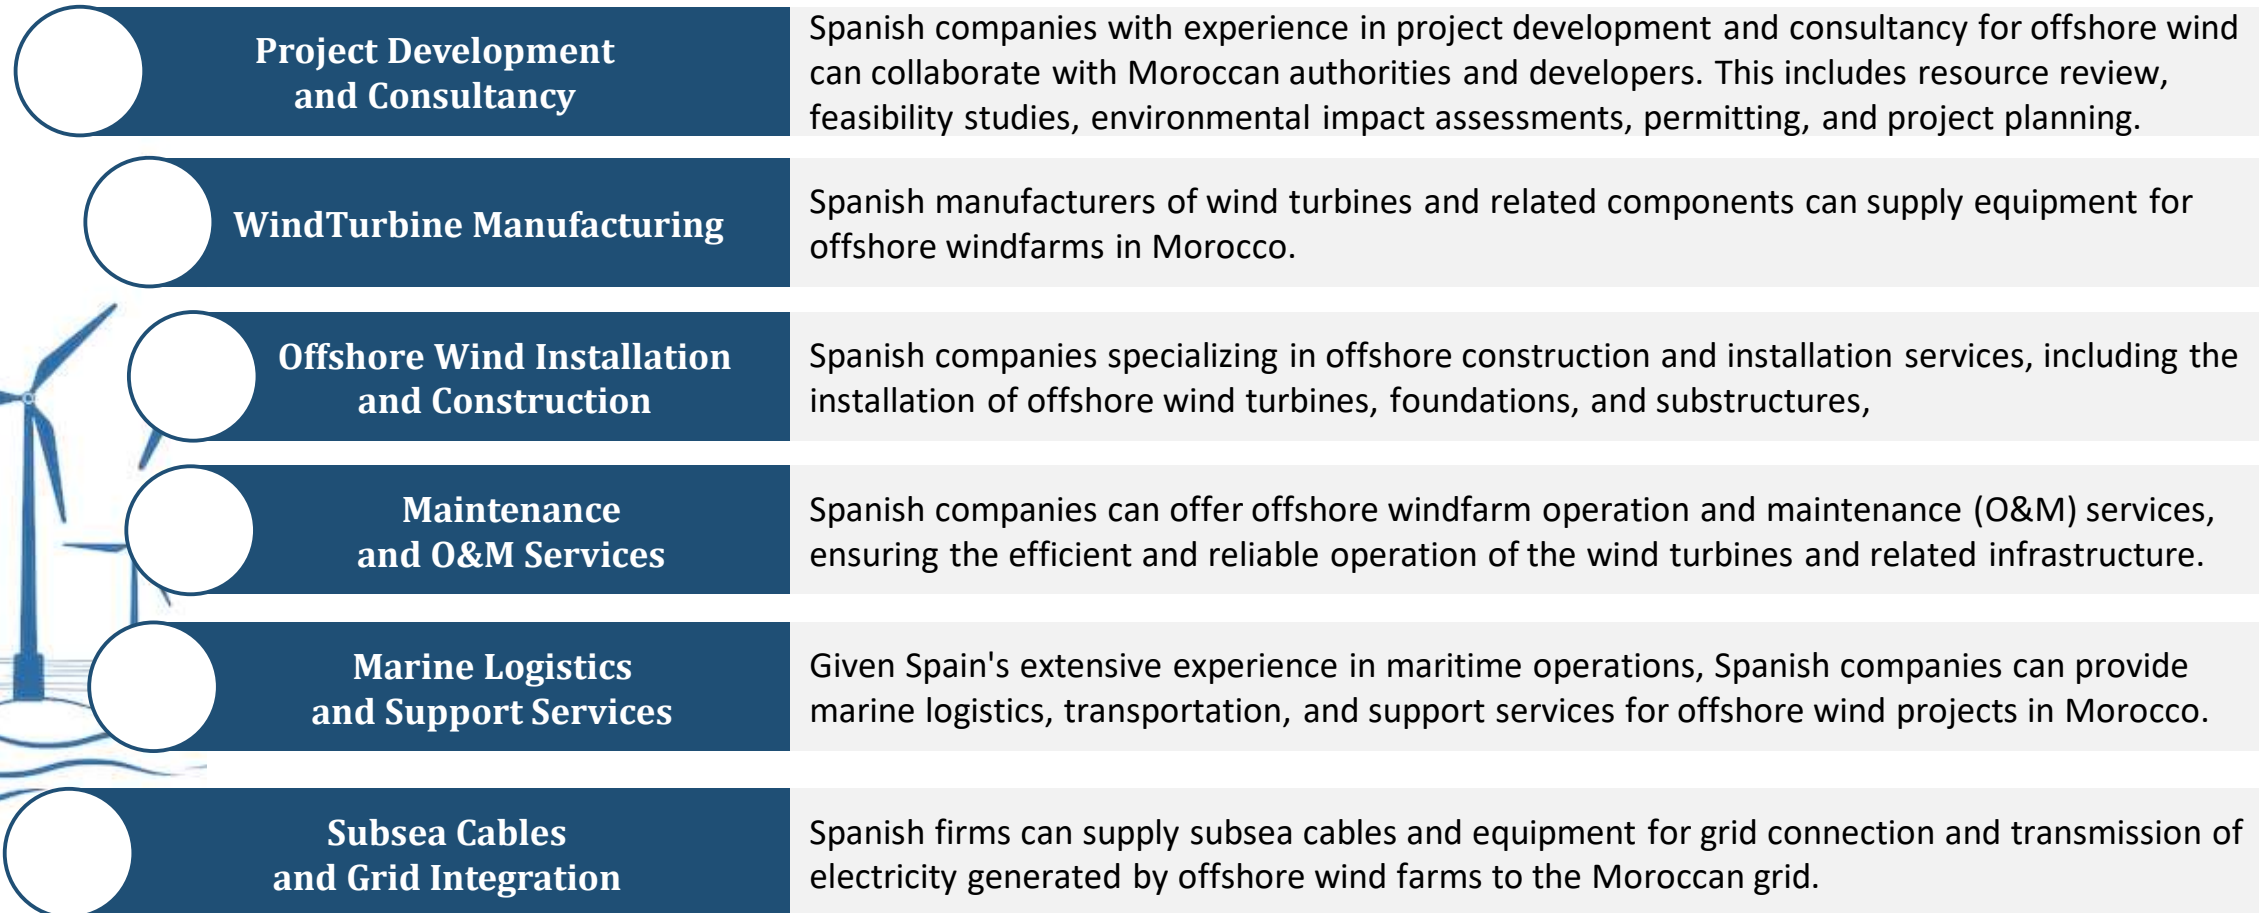 Project Development
and Consultancy
Spanish companies with experience in project development and consultancy for offshore wind
can collaborate with Moroccan authorities and developers. This includes resource review,
feasibility studies, environmental impact assessments, permitting, and project planning.
WindTurbine Manufacturing
Spanish manufacturers of wind turbines and related components can supply equipment for
offshore windfarms in Morocco.
Offshore Wind Installation
and Construction
Spanish companies specializing in offshore construction and installation services, including the
installation of offshore wind turbines, foundations, and substructures,
Maintenance
and O&M Services
Spanish companies can offer offshore windfarm operation and maintenance (O&M) services,
ensuring the efficient and reliable operation of the wind turbines and related infrastructure.
Marine Logistics
and Support Services
Given Spain's extensive experience in maritime operations, Spanish companies can provide
marine logistics, transportation, and support services for offshore wind projects in Morocco.
Subsea Cables
and Grid Integration
Spanish firms can supply subsea cables and equipment for grid connection and transmission of
electricity generated by offshore wind farms to the Moroccan grid.